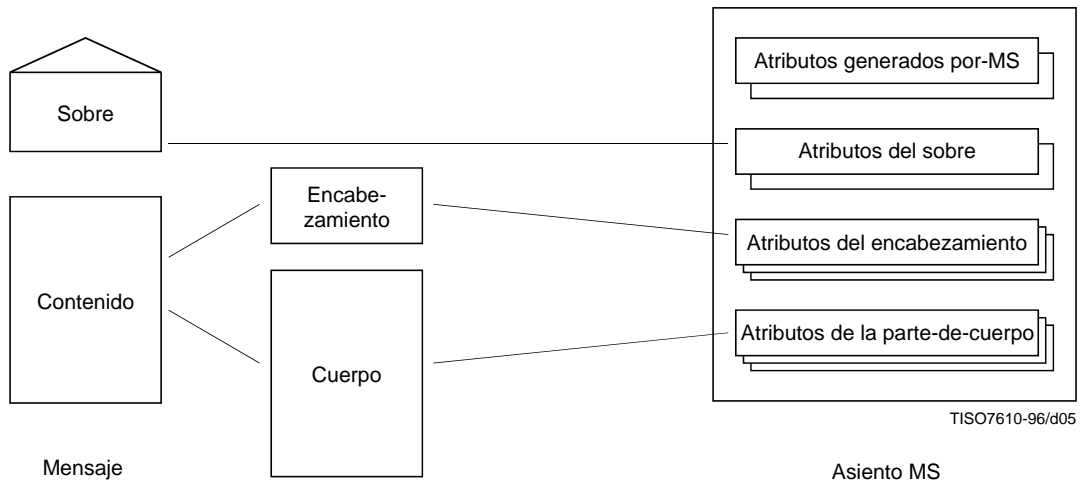 Sobre
Contenido
Mensaje
Encabe-
zamiento
Cuerpo
Atributos generados por-MS
Atributos del sobre
Atributos del encabezamiento
Atributos de la parte-de-cuerpo
TISO7610-96/d05
Asiento MS